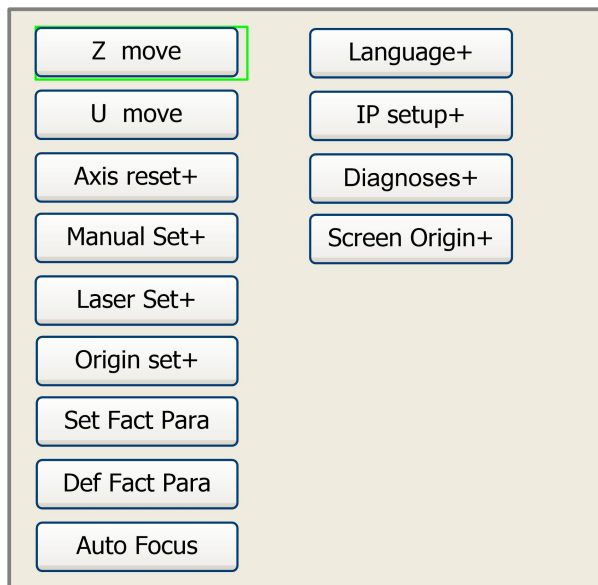 Z move
U move
Axis reset+
Manual Set+
Laser Set+
Origin set+
Set Fact Para
Def Fact Para
Auto Focus
Language+
IP setup+
Diagnoses+
Screen Origin+